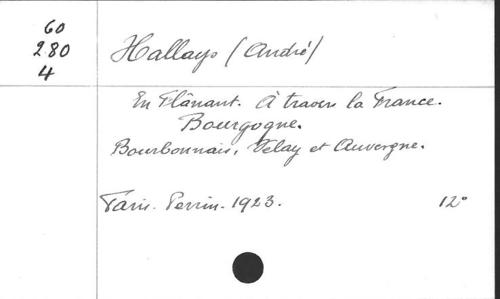 60
280
4
Hallays (André)
En Flânant. À travers la France.
Bourgogne.
Bourbonnais, Velay et Auvergne.
Paris. Perrin. 1923. 12°